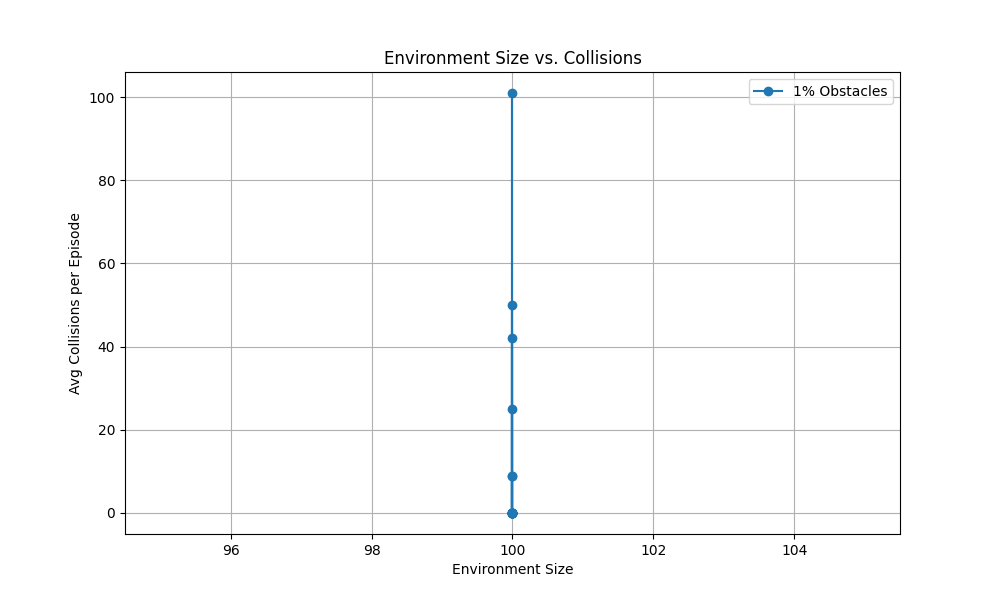 Environment Size vs. Collisions
1% Obstacles
Avg Collisions per Episode
100
80
60
40
20
0
96 98 100 102 104
Environment Size